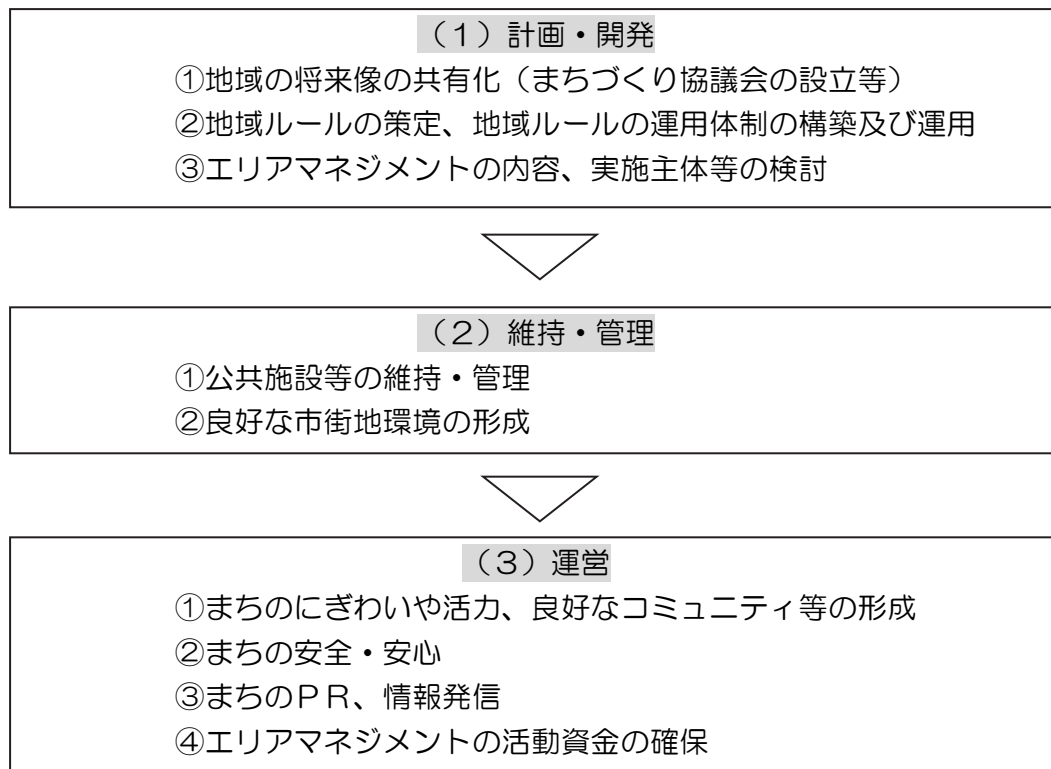 （１）計画・開発
①地域の将来像の共有化（まちづくり協議会の設立等）
②地域ルールの策定、地域ルールの運用体制の構築及び運用
③エリアマネジメントの内容、実施主体等の検討
（２）維持・管理
①公共施設等の維持・管理
②良好な市街地環境の形成
（３）運営
①まちのにぎわいや活力、良好なコミュニティ等の形成
②まちの安全・安心
③まちのＰＲ、情報発信
④エリアマネジメントの活動資金の確保